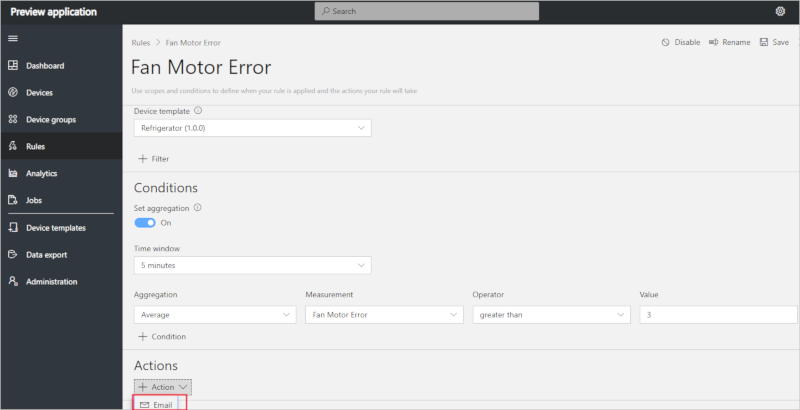 Preview application
Search
Dashboard
Devices
Device groups
Rules
Analytics
Jobs
Device templates
Data export
Administration
Rules > Fan Motor Error
Disable Rename Save
Fan Motor Error
Use scopes and conditions to define when your rule is applied and the actions your rule will take
Device template
Refrigerator (1.0.0)
+ Filter
Conditions
Set aggregation
On
Time window
5 minutes
Aggregation Measurement Operator Value
Average Fan Motor Error greater than 3
+ Condition
Actions
+ Action
Email